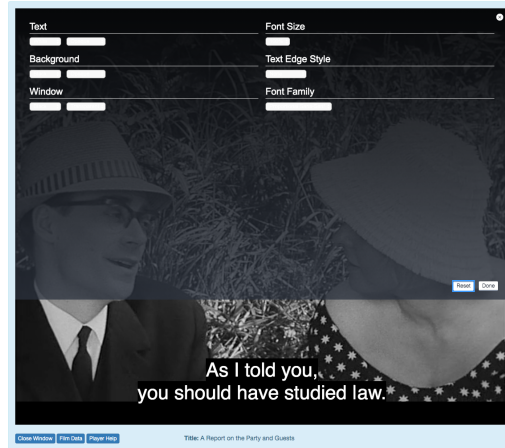 Text
Font Size
Background
Text Edge Style
Window
Font Family
Reset Done
As I told you,
you should have studied law.
Close Window Film Data Player Help Title: A Report on the Party and Guests